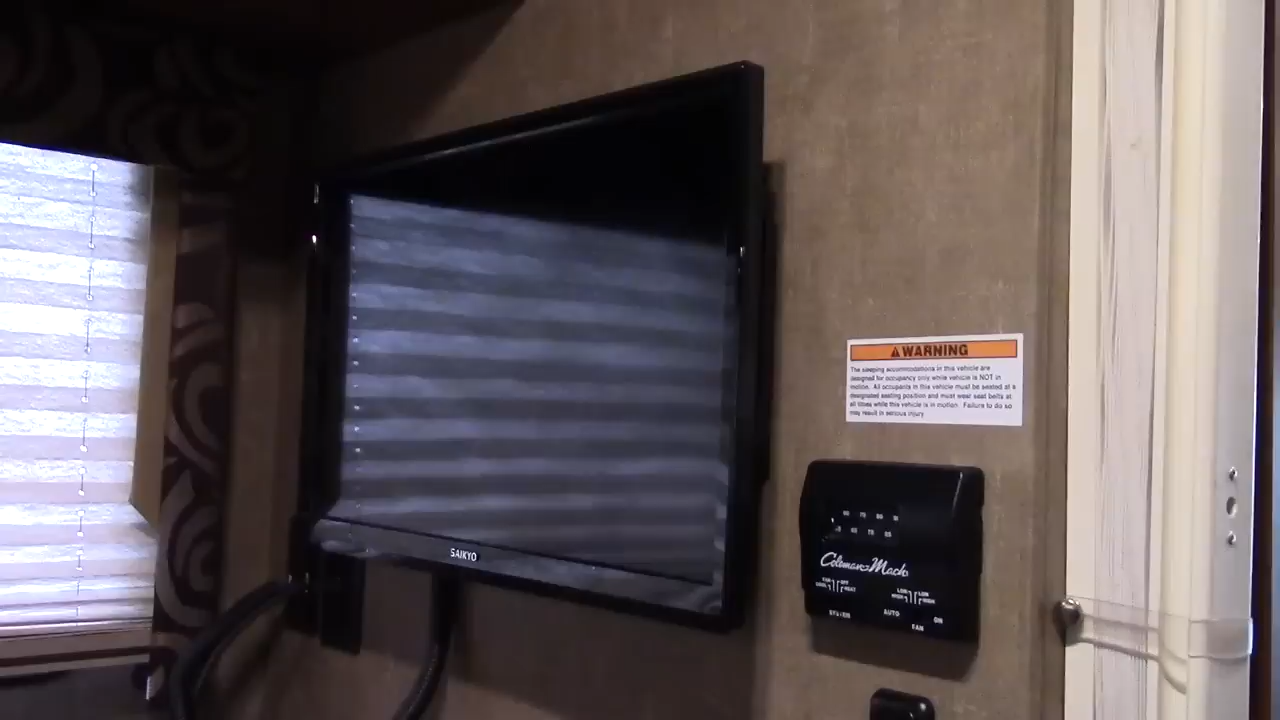 WARNING
The sleeping accommodations in this vehicle are
designed for occupancy only while vehicle is NOT in
motion. All occupants in this vehicle must be seated at a
designated seating position and must wear seat belts at
all times while this vehicle is in motion. Failure to do so
may result in serious injury
SAIKYO
Coleman-Mach
SYSTEM
AUTO
ON
FAN